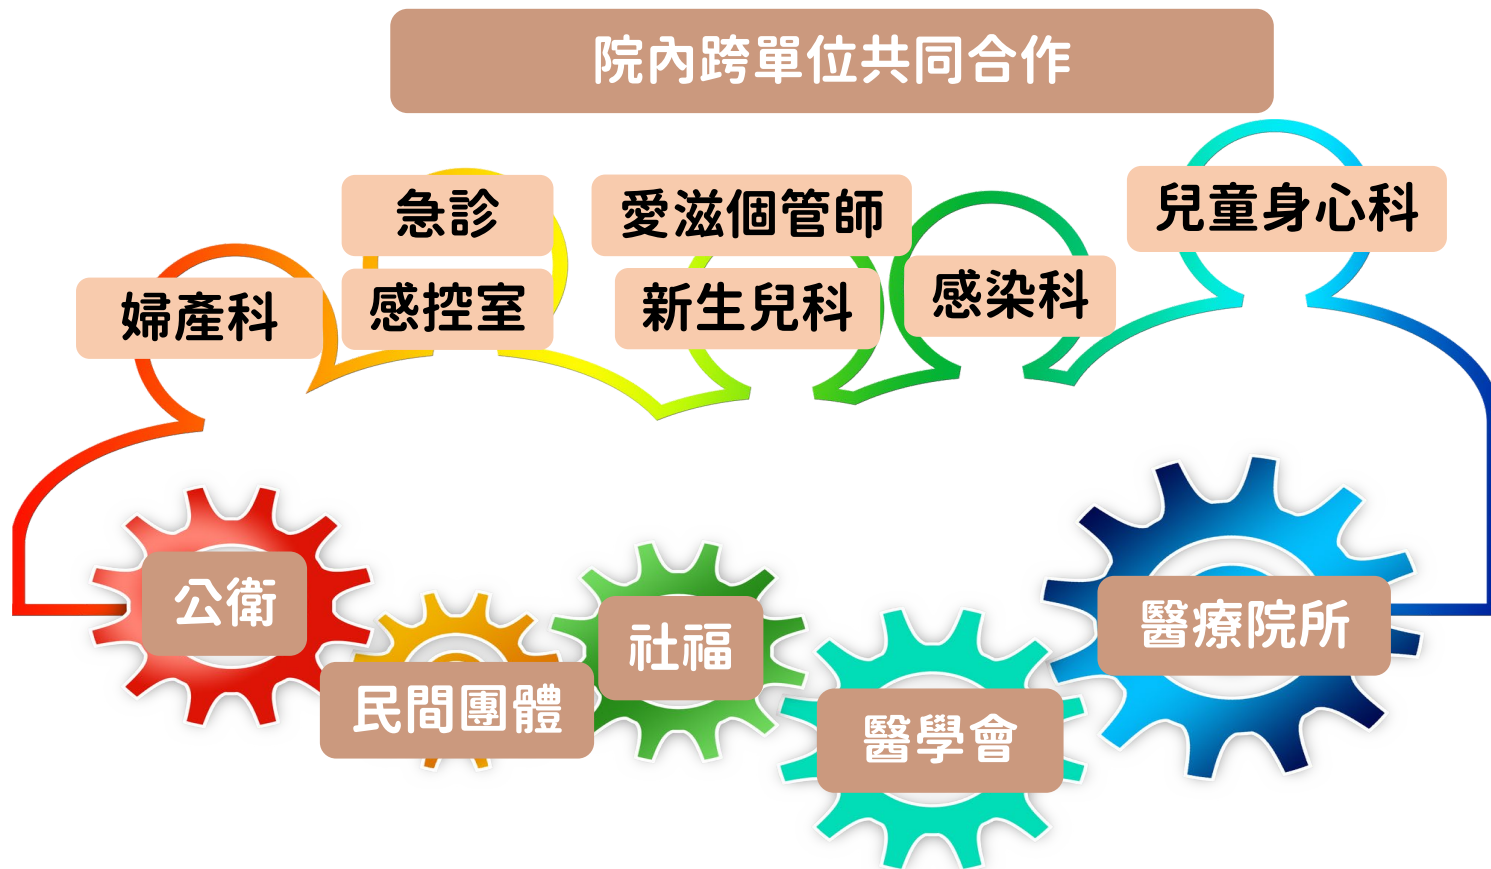 院內跨單位共同合作
急診
愛滋個管師
兒童身心科
婦產科
感控室
新生兒科
感染科
公衛
民間團體
社福
醫學會
醫療院所